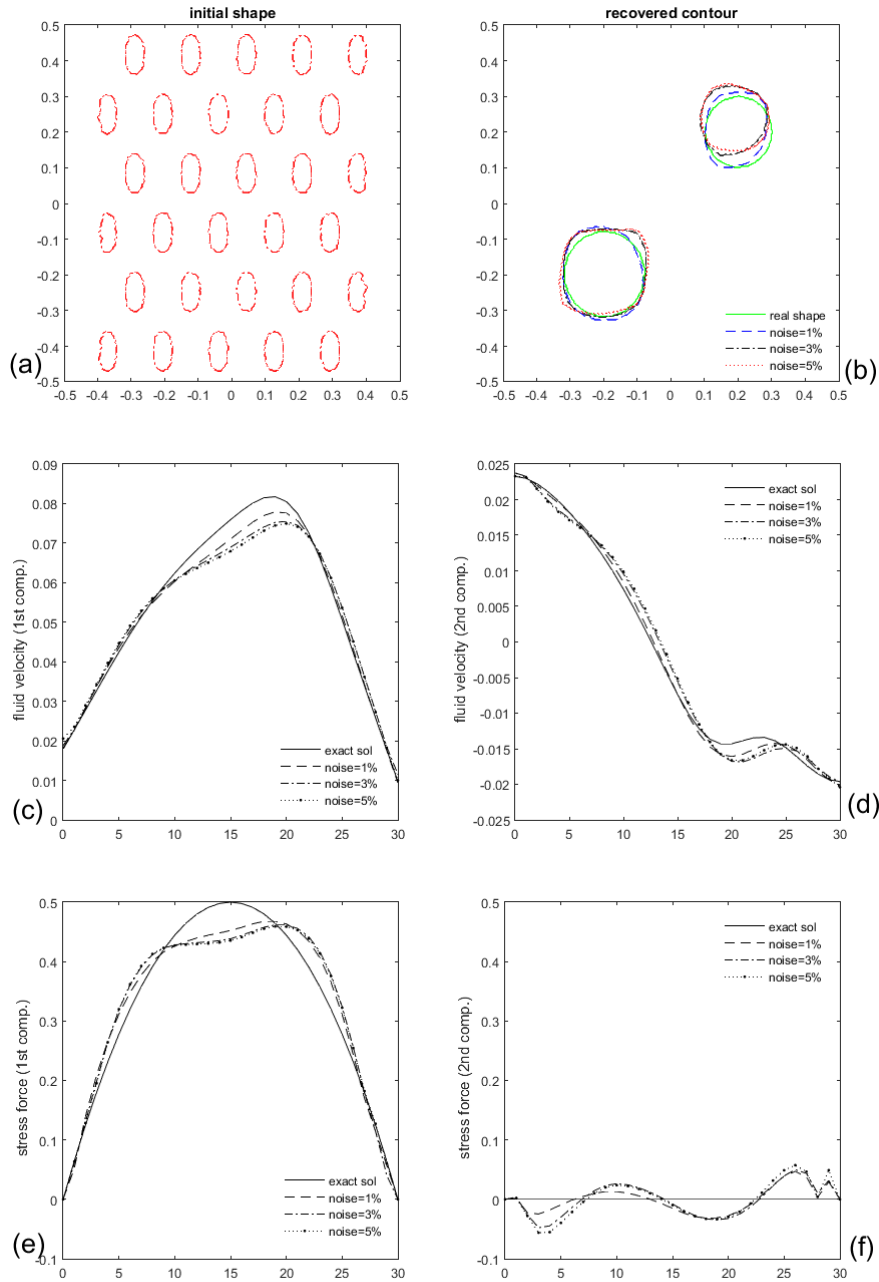 initial shape
0.5
0.4
0.3
0.2
0.1
0
-0.1
-0.2
-0.3
-0.4
-0.5
-0.5 -0.4 -0.3 -0.2 -0.1 0 0.1 0.2 0.3 0.4 0.5
(a)
recovered contour
0.5
0.4
0.3
0.2
0.1
0
-0.1
-0.2
-0.3
-0.4
-0.5
-0.5 -0.4 -0.3 -0.2 -0.1 0 0.1 0.2 0.3 0.4 0.5
real shape
noise=1%
noise=3%
noise=5%
(b)
fluid velocity (1st comp.)
0.09
0.08
0.07
0.06
0.05
0.04
0.03
0.02
0.01
0
0 5 10 15 20 25 30
exact sol
noise=1%
noise=3%
noise=5%
(c)
fluid velocity (2nd comp.)
0.025
0.02
0.015
0.01
0.005
0
-0.005
-0.01
-0.015
-0.02
-0.025
0 5 10 15 20 25 30
exact sol
noise=1%
noise=3%
noise=5%
(d)
stress force (1st comp.)
0.5
0.4
0.3
0.2
0.1
0
-0.1
0 5 10 15 20 25 30
exact sol
noise=1%
noise=3%
noise=5%
(e)
stress force (2nd comp.)
0.5
0.4
0.3
0.2
0.1
0
-0.1
0 5 10 15 20 25 30
exact sol
noise=1%
noise=3%
noise=5%
(f)